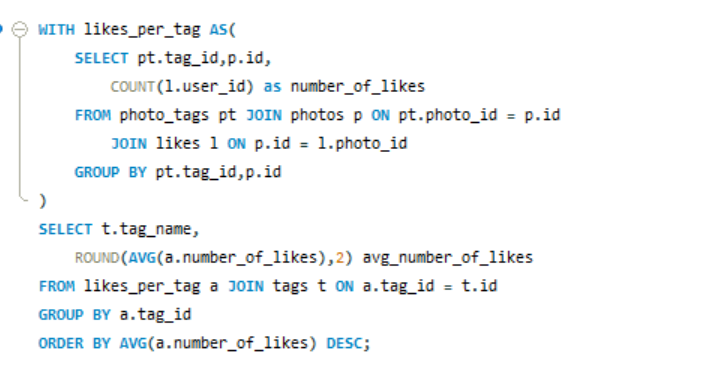 WITH likes_per_tag AS(
SELECT pt.tag_id,p.id,
COUNT(l.user_id) as number_of_likes
FROM photo_tags pt JOIN photos p ON pt.photo_id = p.id
JOIN likes l ON p.id = l.photo_id
GROUP BY pt.tag_id,p.id
)
SELECT t.tag_name,
ROUND(AVG(a.number_of_likes),2) avg_number_of_likes
FROM likes_per_tag a JOIN tags t ON a.tag_id = t.id
GROUP BY a.tag_id
ORDER BY AVG(a.number_of_likes) DESC;